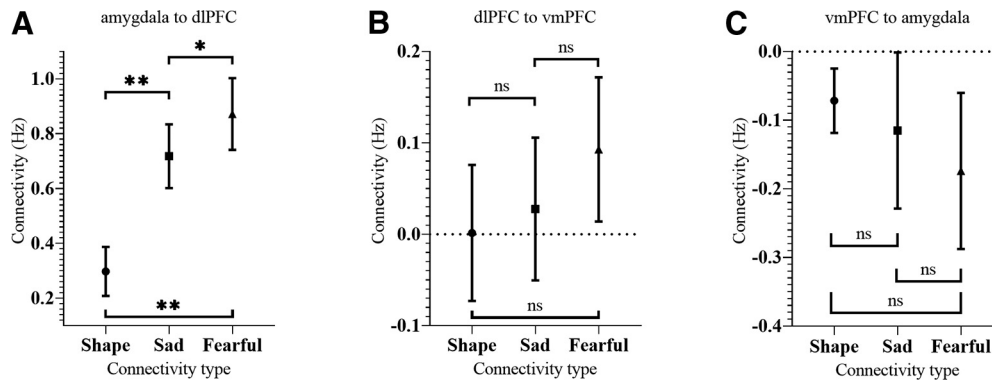 A
amygdala to dlPFC
Connectivity (Hz)
1.0
0.8
0.6
0.4
0.2
**
*
**
Shape Sad Fearful
Connectivity type
B
dlPFC to vmPFC
Connectivity (Hz)
0.2
0.1
0.0
-0.1
ns
ns
ns
Shape Sad Fearful
Connectivity type
C
vmPFC to amygdala
Connectivity (Hz)
0.0
-0.1
-0.2
-0.3
-0.4
ns
ns
ns
Shape Sad Fearful
Connectivity type